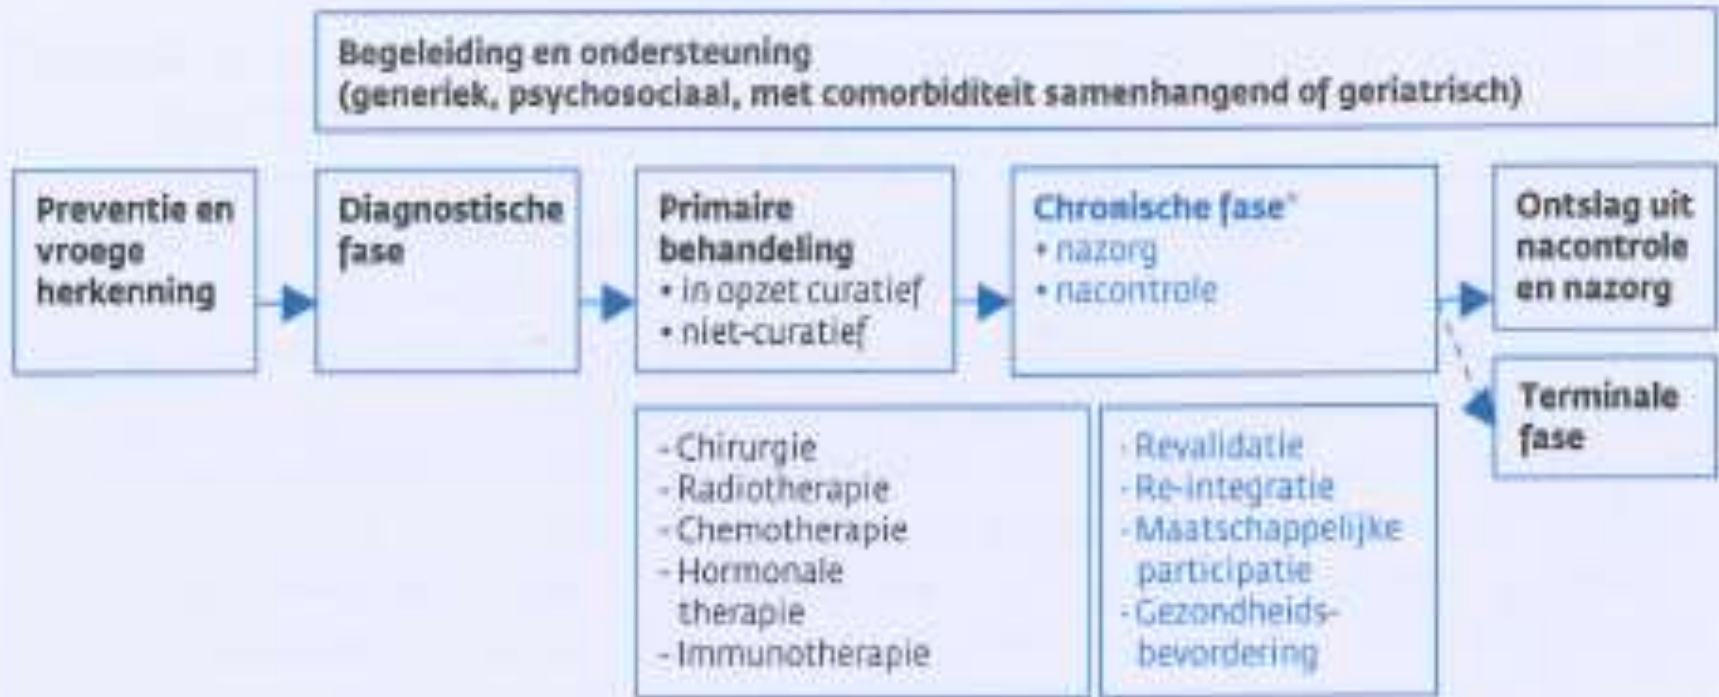 Begeleiding en ondersteuning
(generiek, psychosociaal, met comorbiditeit samenhangend of geriatrisch)
Preventie en
vroege
herkenning
Diagnostische
fase
Primaire
behandeling
• in opzet curatief
• niet-curatief
Chronische fase*
• nazorg
• nacontrole
Ontslag uit
nacontrole
en nazorg
Terminale
fase
- Chirurgie
- Radiotherapie
- Chemotherapie
- Hormonale
therapie
- Immunotherapie
- Revalidatie
- Re-integratie
- Maatschappelijke
participatie
- Gezondheids-
bevordering